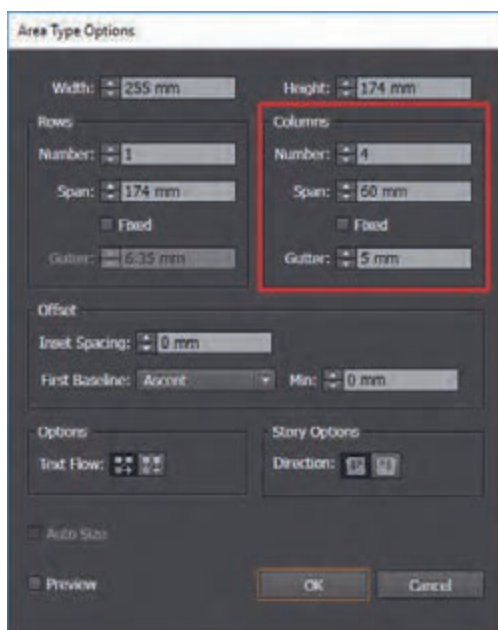 Area Type Options
Width: 255 mm Height: 174 mm
Rows Columns
Number: 1 Number: 4
Span: 174 mm Span: 60 mm
Fixed Fixed
Gutter: 6.35 mm Gutter: 5 mm
Offset
Inset Spacing: 0 mm
First Baseline: Ascent Min: 0 mm
Options Story Options
Text Flow: Direction:
Auto Size
Preview OK Cancel